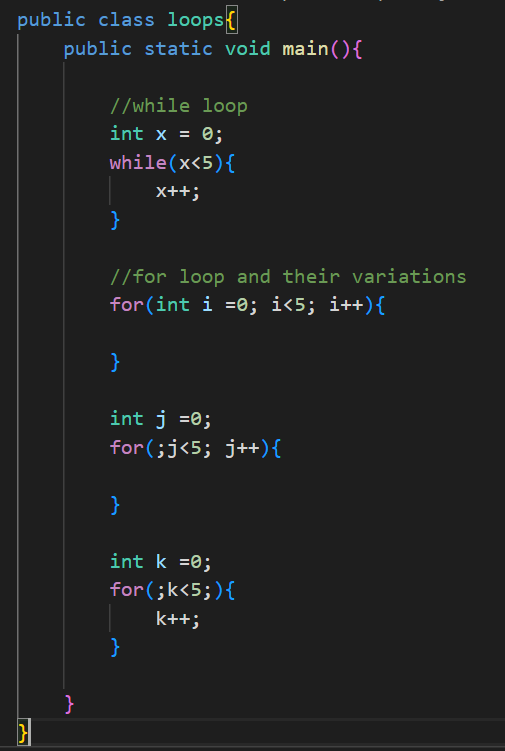 public class loops{
    public static void main(){

        //while loop
        int x = 0;
        while(x<5){
            x++;
        }

        //for loop and their variations
        for(int i =0; i<5; i++){

        }

        int j =0;
        for(;j<5; j++){

        }

        int k =0;
        for(;k<5;){
            k++;
        }

    }
}